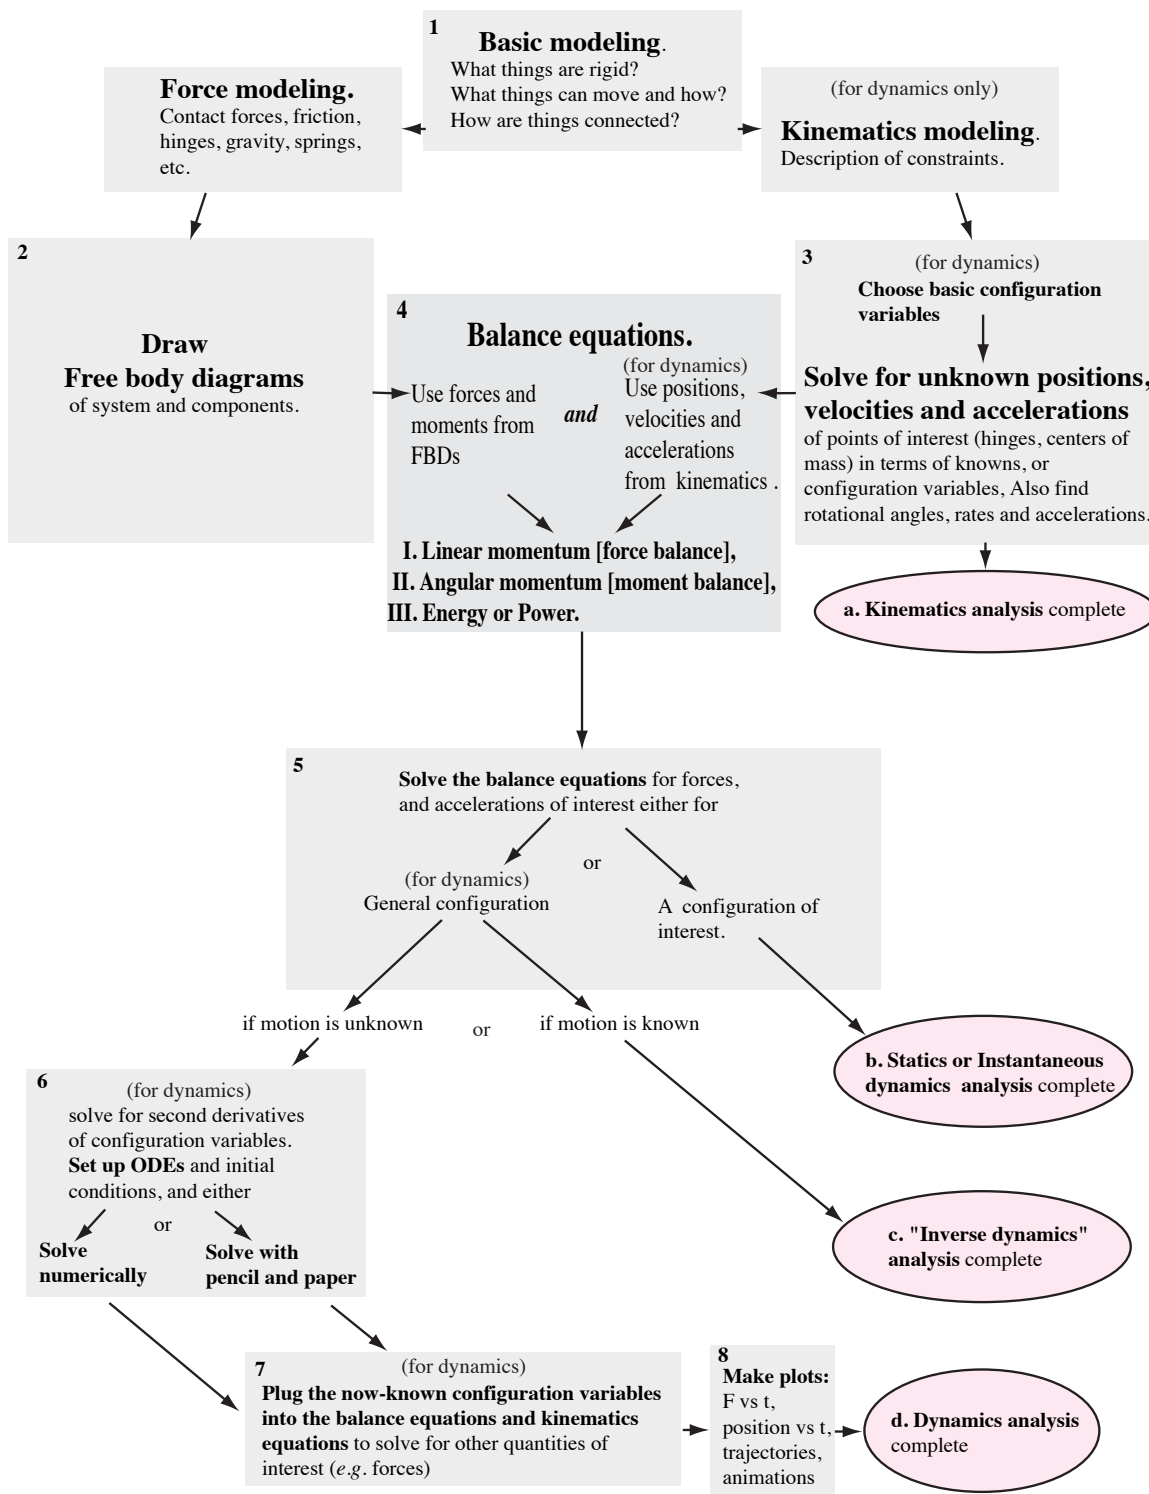 1
Basic modeling.
What things are rigid?
What things can move and how?
How are things connected?
Force modeling.
Contact forces, friction,
hinges, gravity, springs,
etc.
(for dynamics only)
Kinematics modeling.
Description of constraints.
2
Draw
Free body diagrams
of system and components.
3
(for dynamics)
Choose basic configuration
variables
Solve for unknown positions,
velocities and accelerations
of points of interest (hinges, centers of
mass) in terms of knowns, or
configuration variables, Also find
rotational angles, rates and accelerations.
a. Kinematics analysis complete
4
Balance equations.
Use forces and
moments from
FBDs
and
(for dynamics)
Use positions,
velocities and
accelerations
from kinematics .
I. Linear momentum [force balance],
II. Angular momentum [moment balance],
III. Energy or Power.
5
Solve the balance equations for forces,
and accelerations of interest either for
or
(for dynamics)
General configuration
A configuration of
interest.
if motion is unknown
or
if motion is known
b. Statics or Instantaneous
dynamics analysis complete
6
(for dynamics)
solve for second derivatives
of configuration variables.
Set up ODEs and initial
conditions, and either
or
Solve
numerically
Solve with
pencil and paper
c. "Inverse dynamics"
analysis complete
7
(for dynamics)
Plug the now-known configuration variables
into the balance equations and kinematics
equations to solve for other quantities of
interest (e.g. forces)
8
Make plots:
F vs t,
position vs t,
trajectories,
animations
d. Dynamics analysis
complete